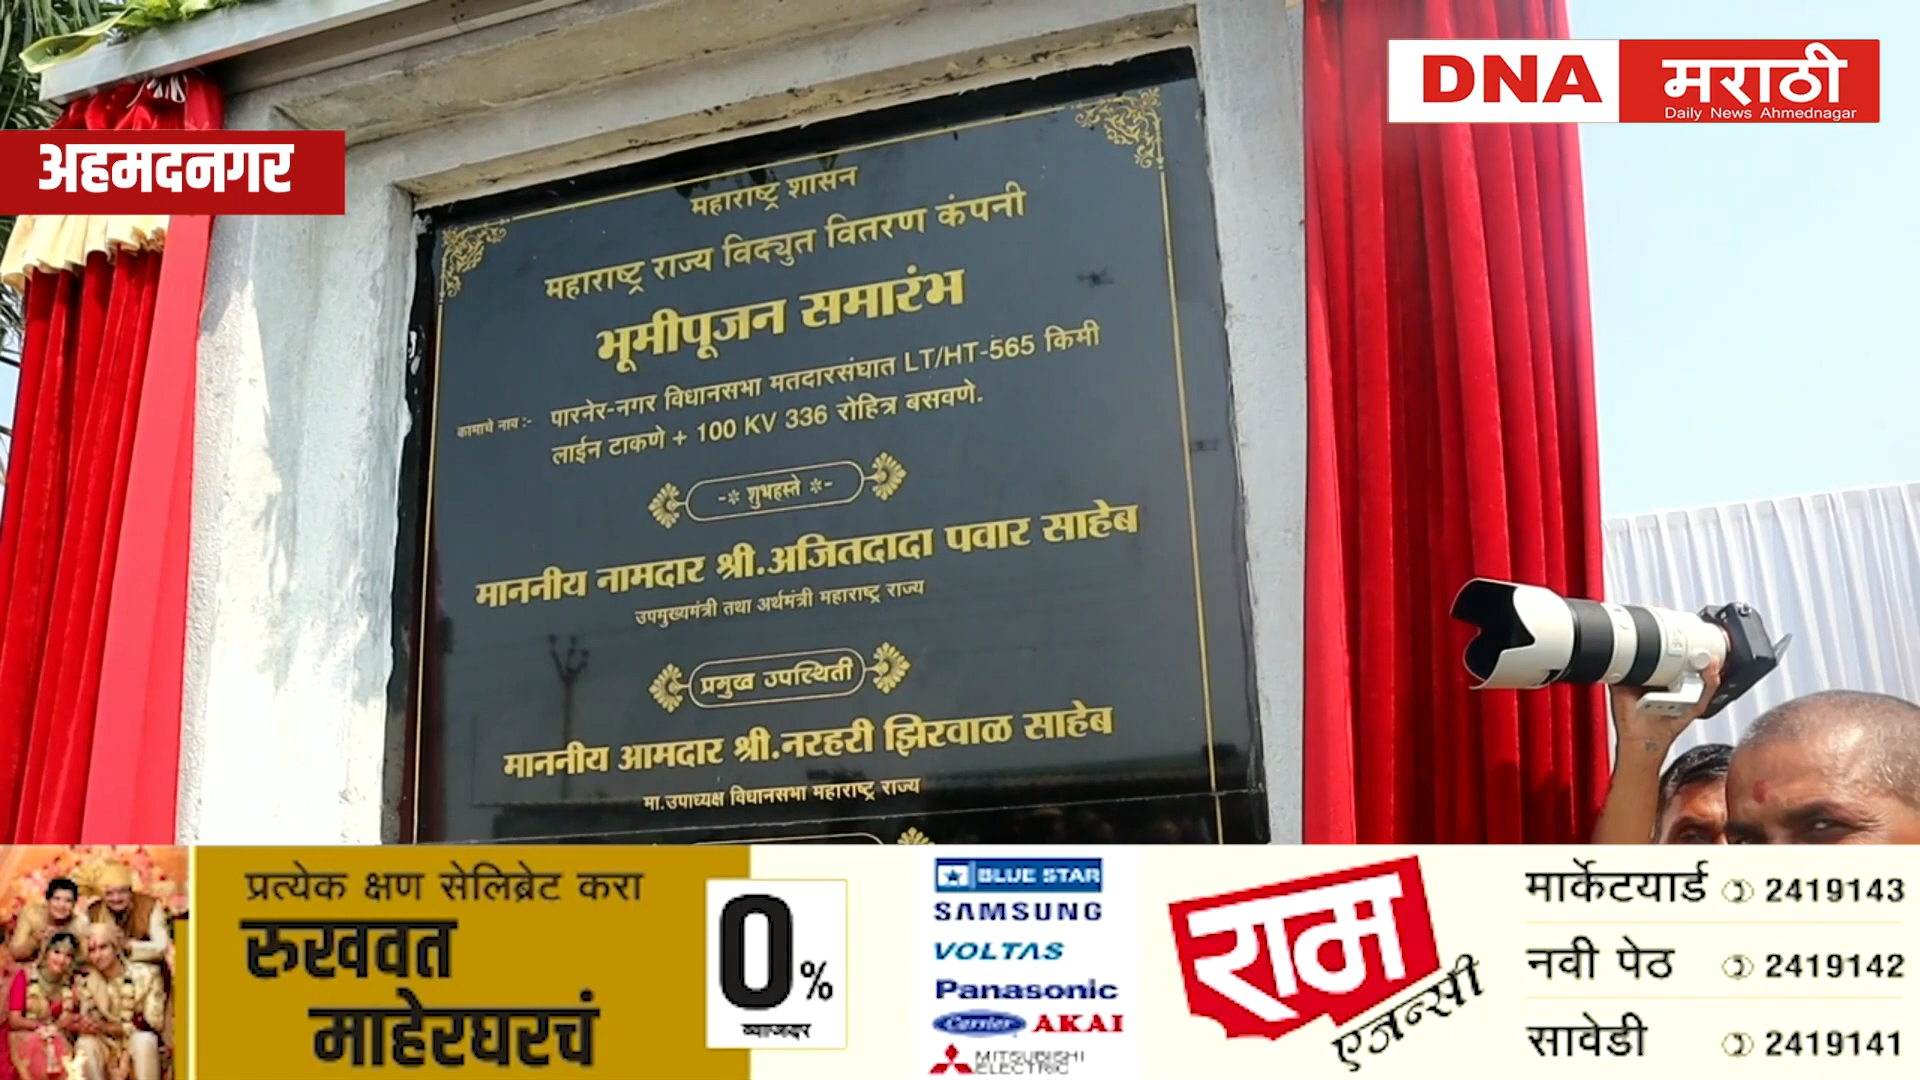 DNA मराठी
Daily News Ahmednagar
अहमदनगर
महाराष्ट्र शासन
महाराष्ट्र राज्य विद्युत वितरण कंपनी
भूमीपूजन समारंभ
कामाचे नाव :- पारनेर-नगर विधानसभा मतदारसंघात LT/HT-565 किमी
लाईन टाकणे + 100 KV 336 रोहित्र बसवणे.
-* शुभहस्ते *-
माननीय नामदार श्री.अजितदादा पवार साहेब
उपमुख्यमंत्री तथा अर्थमंत्री महाराष्ट्र राज्य
प्रमुख उपस्थिती
माननीय आमदार श्री.नरहरी झिरवाळ साहेब
मा.उपाध्यक्ष विधानसभा महाराष्ट्र राज्य
प्रत्येक क्षण सेलिब्रेट करा
रुखवत
माहेरघरचं
0%
व्याजदर
BLUE STAR
SAMSUNG
VOLTAS
Panasonic
Carrier AKAI
MITSUBISHI
ELECTRIC
राम
एजन्सी
मार्केटयार्ड 2419143
नवी पेठ 2419142
सावेडी 2419141